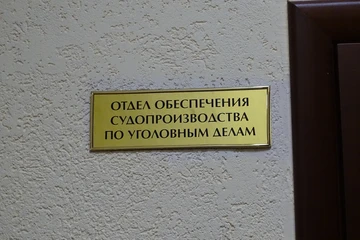 ОТДЕЛ ОБЕСПЕЧЕНИЯ
СУДОПРОИЗВОДСТВА
ПО УГОЛОВНЫМ ДЕЛАМ